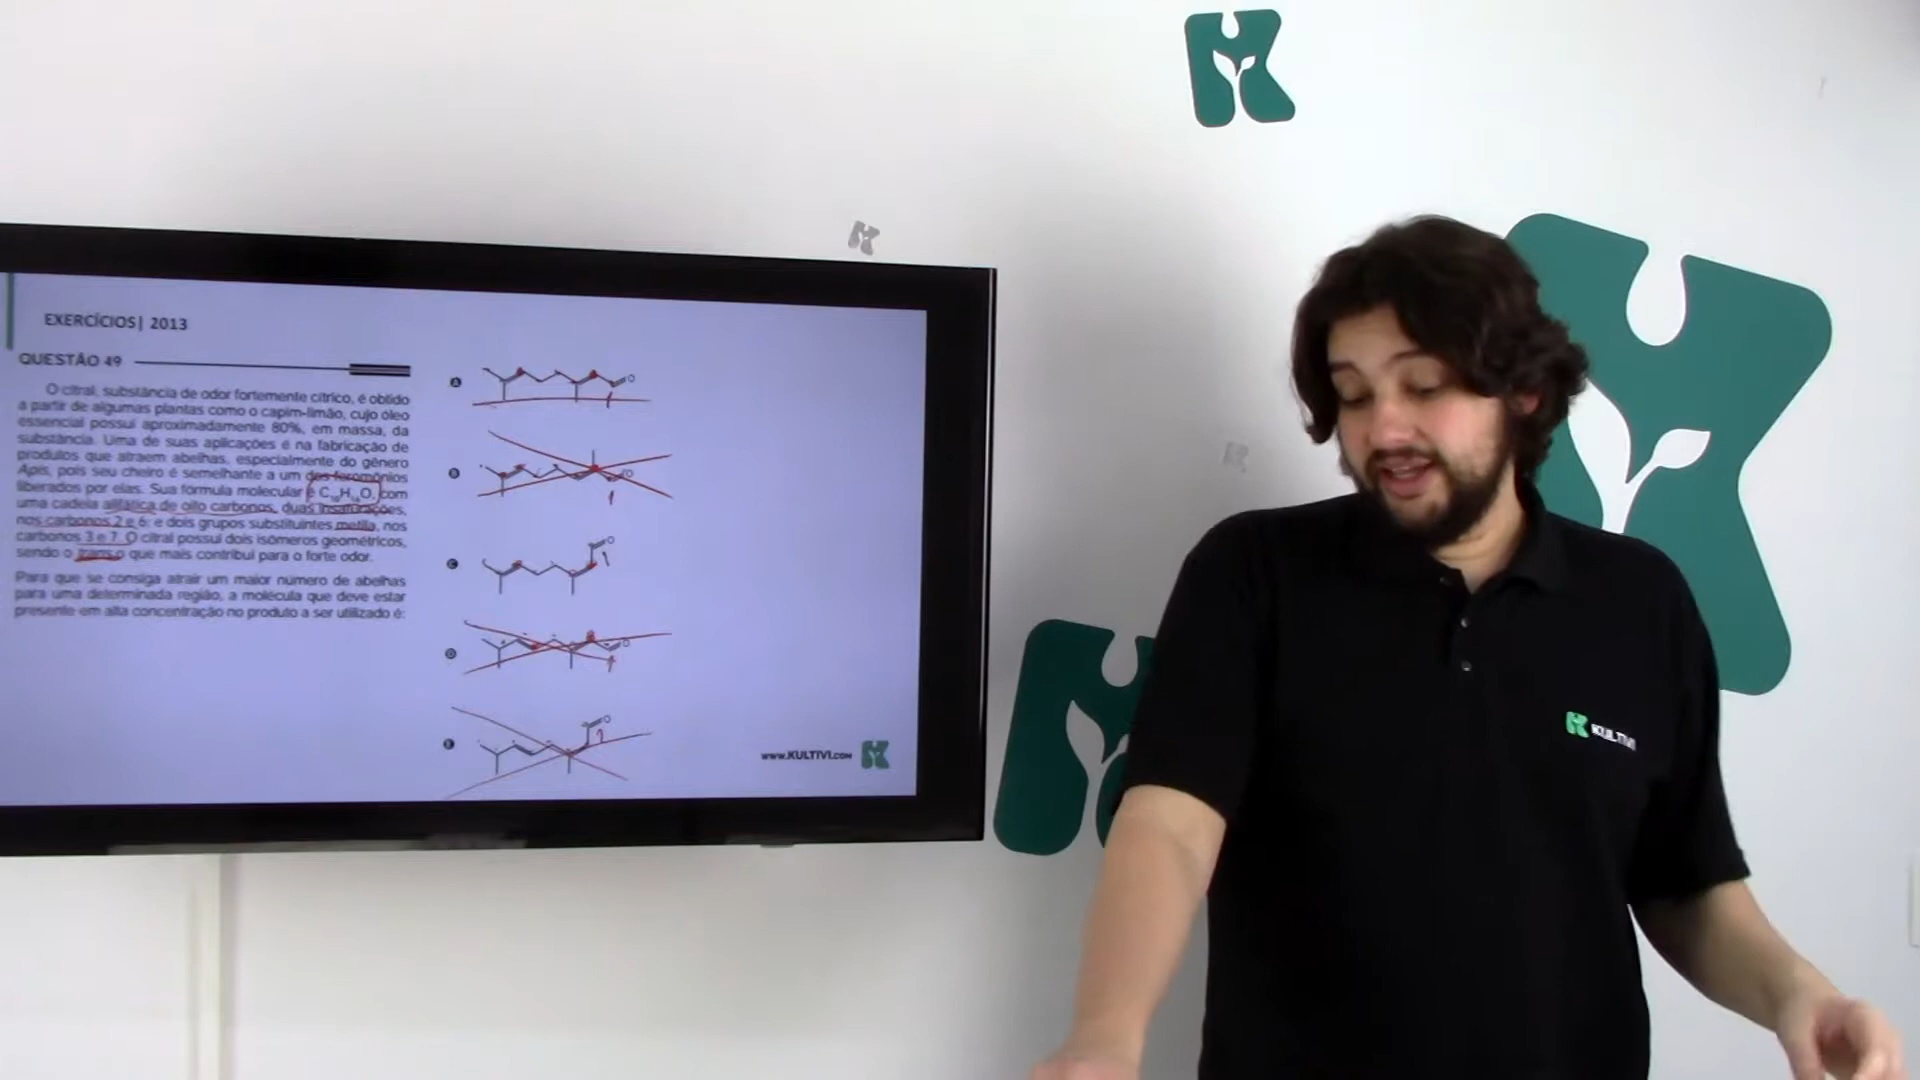 EXERCÍCIOS| 2013
QUESTÃO 49
O citral, substância de odor fortemente cítrico, é obtido
a partir de algumas plantas como o capim-limão, cujo óleo
essencial possui aproximadamente 80%, em massa, da
substância. Uma de suas aplicações é na fabricação de
produtos que atraem abelhas, especialmente do gênero
Apis, pois seu cheiro é semelhante a um dos feromônios
liberados por elas. Sua fórmula molecular é C₁₀H₁₆O, com
uma cadeia alifática de oito carbonos, duas insaturações,
nos carbonos 2 e 6; e dois grupos substituintes metila, nos
carbonos 3 e 7. O citral possui dois isômeros geométricos,
sendo o trans o que mais contribui para o forte odor.
Para que se consiga atrair um maior número de abelhas
para uma determinada região, a molécula que deve estar
presente em alta concentração no produto a ser utilizado é:
A
O
1
B
O
1
C
O
1
D
O
1
E
O
1
www.KULTIVI.com
KULTIVI